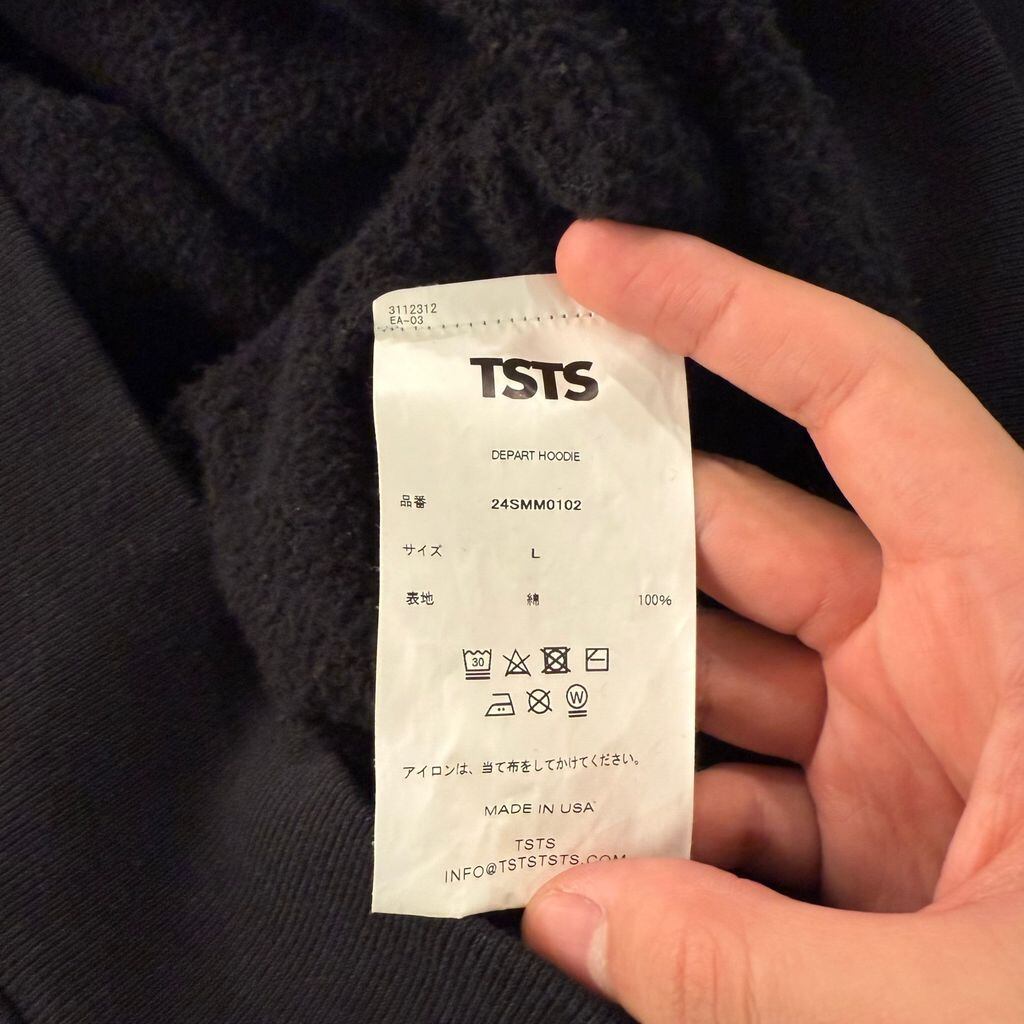 3112312
EA-03
TSTS
DEPART HOODIE
品番 24SMM0102
サイズ L
表地 綿 100%
30
W
アイロンは、当て布をしてかけてください。
MADE IN USA
TSTS
INFO@TSTSTSTS.COM